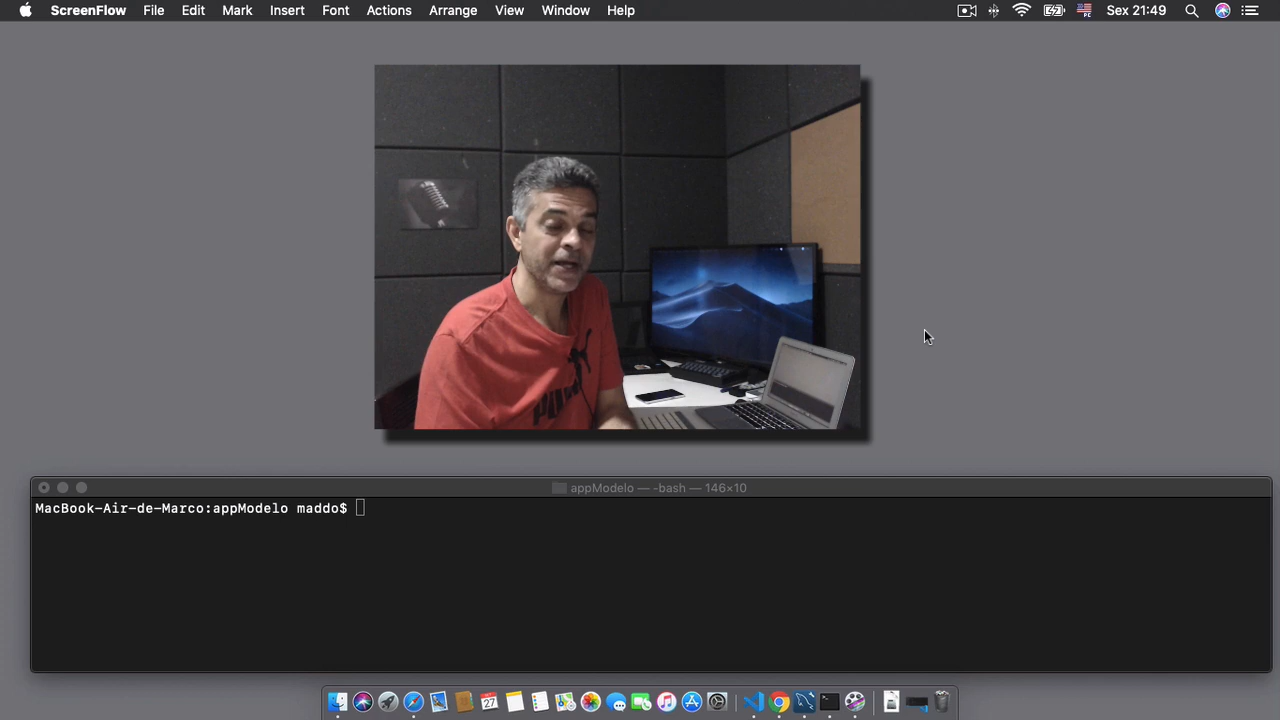 ScreenFlow File Edit Mark Insert Font Actions Arrange View Window Help Sex 21:49
appModelo — -bash — 146×10
MacBook-Air-de-Marco:appModelo maddo$
27